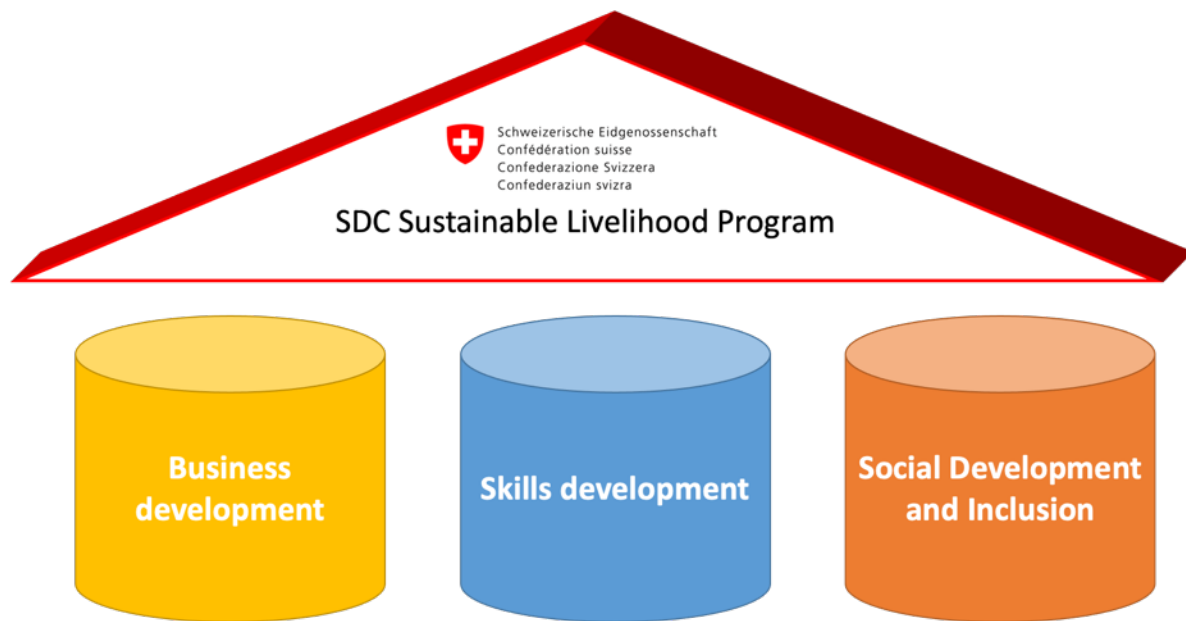 Schweizerische Eidgenossenschaft
Confédération suisse
Confederazione Svizzera
Confederaziun svizra
SDC Sustainable Livelihood Program
Business
development
Skills development
Social Development
and Inclusion